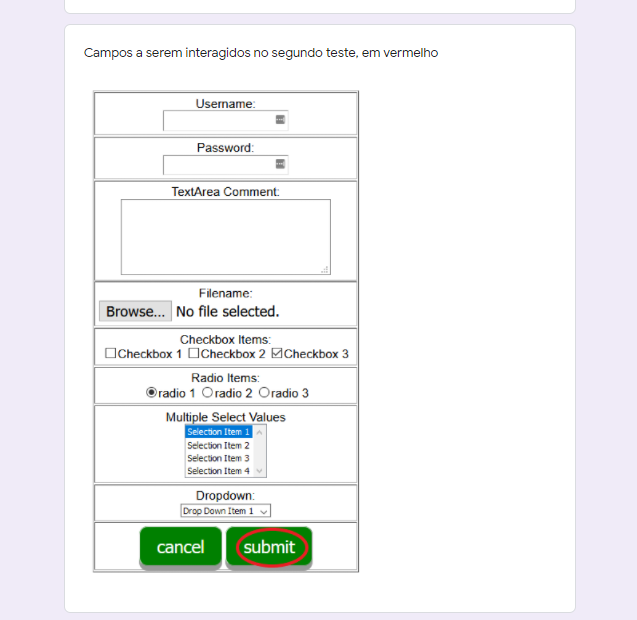 Campos a serem interagidos no segundo teste, em vermelho
Username:
Password:
TextArea Comment:
Filename:
Browse... No file selected.
Checkbox Items:
Checkbox 1 Checkbox 2 Checkbox 3
Radio Items:
radio 1 radio 2 radio 3
Multiple Select Values
Selection Item 1
Selection Item 2
Selection Item 3
Selection Item 4
Dropdown:
Drop Down Item 1
cancel submit